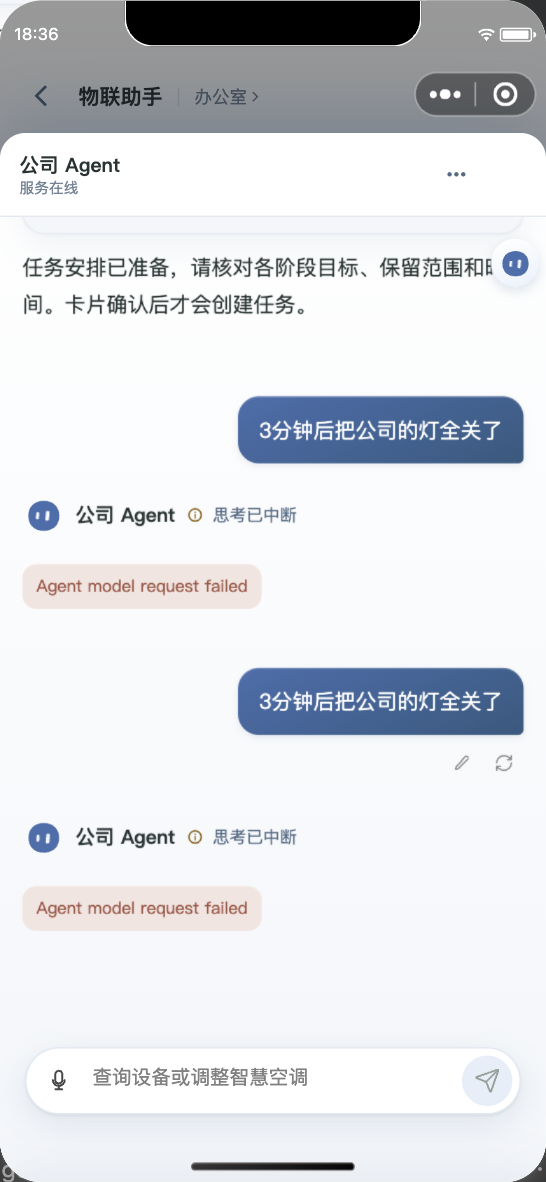 18:36
物联助手
办公室
公司 Agent
服务在线
任务安排已准备，请核对各阶段目标、保留范围和
间。卡片确认后才会创建任务。
3分钟后把公司的灯全关了
公司 Agent 思考已中断
Agent model request failed
3分钟后把公司的灯全关了
公司 Agent 思考已中断
Agent model request failed
查询设备或调整智慧空调